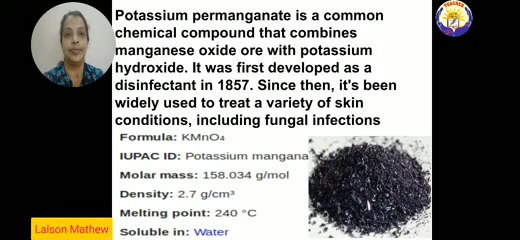 Potassium permanganate is a common
chemical compound that combines
manganese oxide ore with potassium
hydroxide. It was first developed as a
disinfectant in 1857. Since then, it's been
widely used to treat a variety of skin
conditions, including fungal infections
Formula: KMnO₄
IUPAC ID: Potassium mangana
Molar mass: 158.034 g/mol
Density: 2.7 g/cm³
Melting point: 240 °C
Soluble in: Water
Lalson Mathew